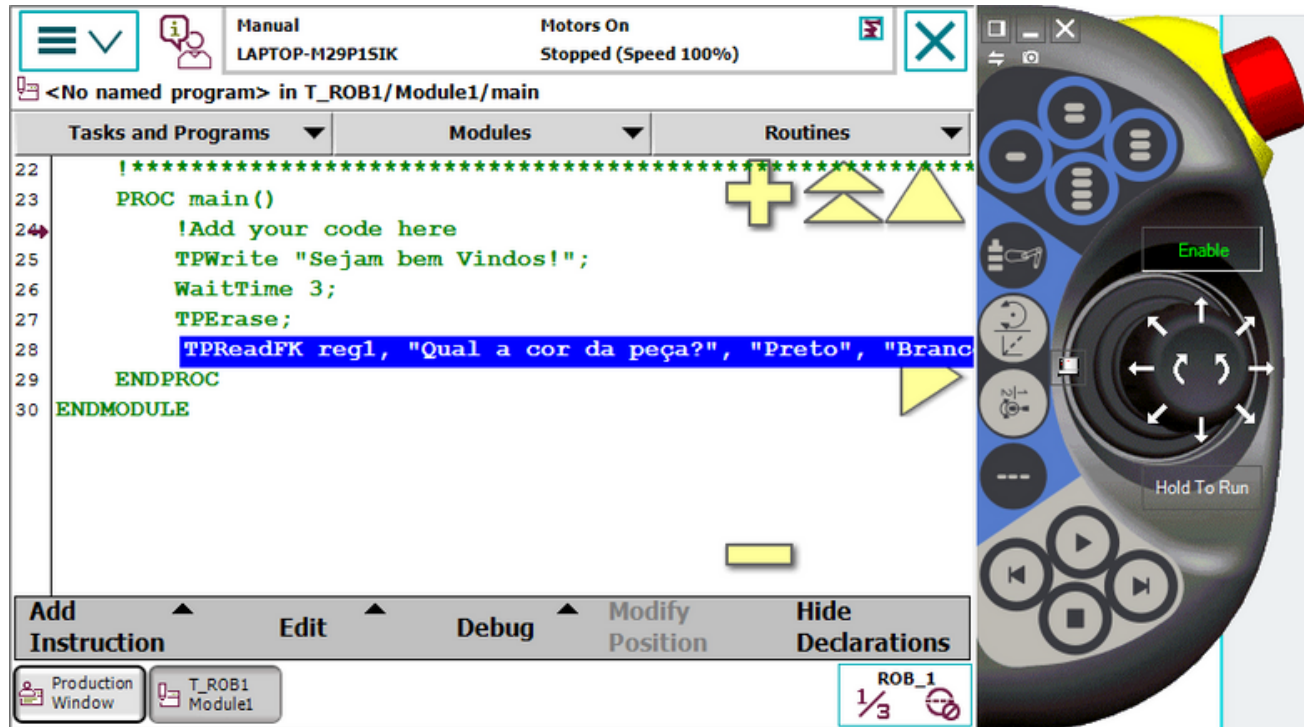 Manual
LAPTOP-M29P1SIK
Motors On
Stopped (Speed 100%)
<No named program> in T_ROB1/Module1/main
Tasks and Programs
Modules
Routines
22 !*********************************************************
23 PROC main()
24 !Add your code here
25 TPWrite "Sejam bem Vindos!";
26 WaitTime 3;
27 TPErase;
28 TPReadFK reg1, "Qual a cor da peça?", "Preto", "Branc
29 ENDPROC
30 ENDMODULE
Add Instruction
Edit
Debug
Modify Position
Hide Declarations
Production Window
T_ROB1 Module1
ROB_1
1/3
Enable
Hold To Run